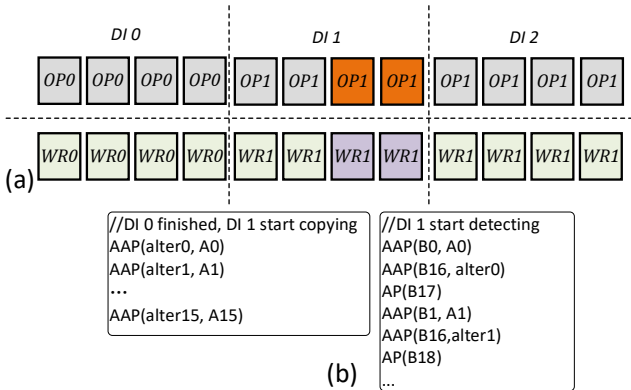 DI 0 DI 1 DI 2
OP0 OP0 OP0 OP0 OP1 OP1 OP1 OP1 OP1 OP1 OP1 OP1
WR0 WR0 WR0 WR0 WR1 WR1 WR1 WR1 WR1 WR1 WR1 WR1
(a)
//DI 0 finished, DI 1 start copying
AAP(alter0, A0)
AAP(alter1, A1)
...
AAP(alter15, A15)
//DI 1 start detecting
AAP(B0, A0)
AAP(B16, alter0)
AP(B17)
AAP(B1, A1)
AAP(B16,alter1)
AP(B18)
...
(b)